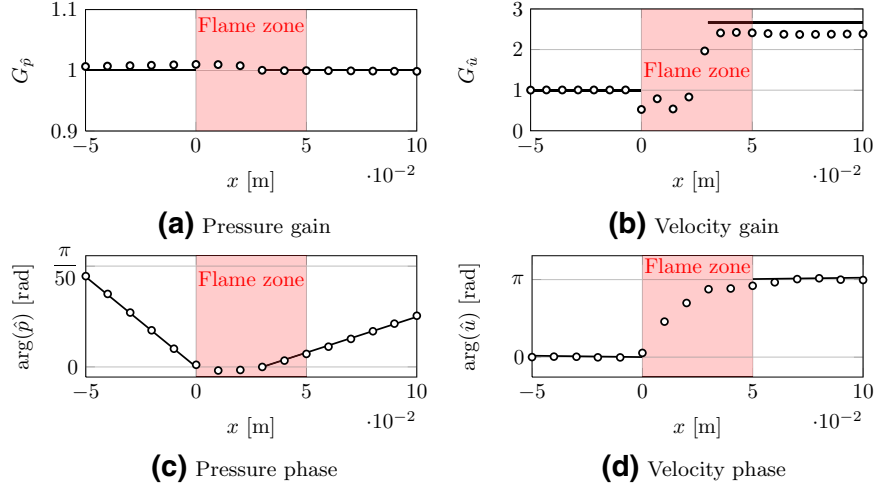 1.1
1
0.9
G_p̂
Flame zone
−5
0
5
10
x [m]
·10⁻²
(a) Pressure gain
3
2
1
0
G_û
Flame zone
−5
0
5
10
x [m]
·10⁻²
(b) Velocity gain
π/50
0
arg(p̂) [rad]
Flame zone
−5
0
5
10
x [m]
·10⁻²
(c) Pressure phase
π
0
arg(û) [rad]
Flame zone
−5
0
5
10
x [m]
·10⁻²
(d) Velocity phase